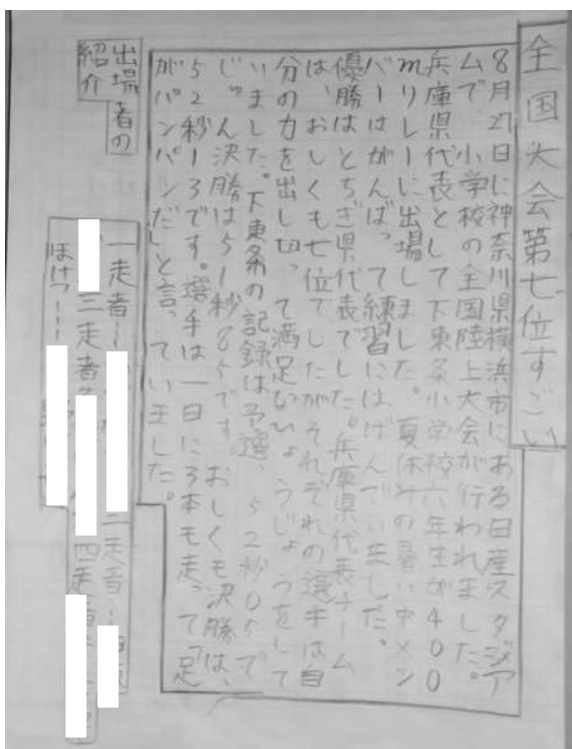 全国大会第七位すごい
8月27日に神奈川県横浜市にある日産スタジア
ムで、小学校の全国陸上大会が行われました。
兵庫県代表として下東条小学校六年生が400
mリレーに出場しました。夏休みの暑い中メン
バーはがんばって練習にはげんでいました。
優勝はとちぎ県代表でした。兵庫県代表チーム
は、おしくも七位でしたがそれぞれの選手は自
分の力を出し切って満足なひょうじょうをして
いました。下東条の記録は予選、52秒05で
じゅん決勝は51秒85です。おしくも決勝は、
52秒13です。選手は一日に3本も走って「足
がパンパンだ」と言っていました。
出場者の
紹介
一走者ー
二走者ー
三走者
四走者
ほけつー